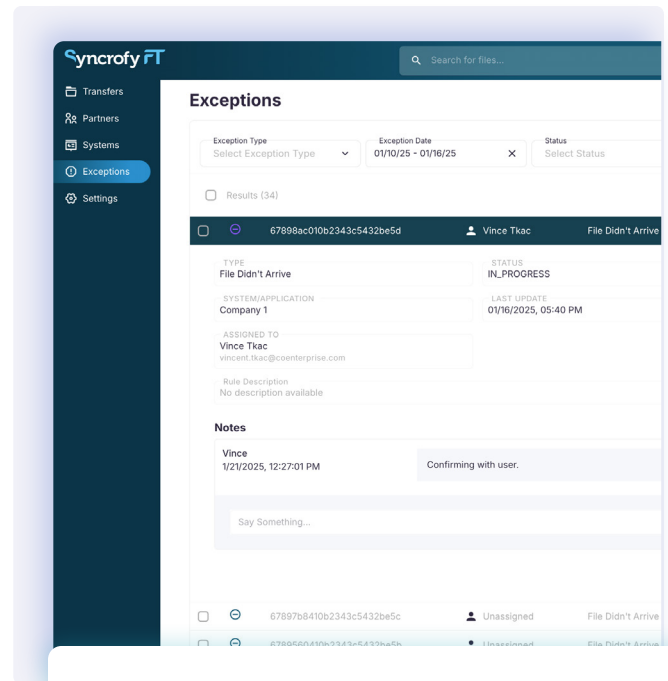 Syncrofy FT
Search for files...
Transfers
Partners
Systems
Exceptions
Settings
Exceptions
Exception Type
Select Exception Type
Exception Date
01/10/25 - 01/16/25
Status
Select Status
Results (34)
67898ac010b2343c5432be5d Vince Tkac File Didn't Arrive
TYPE
File Didn't Arrive
STATUS
IN_PROGRESS
SYSTEM/APPLICATION
Company 1
LAST UPDATE
01/16/2025, 05:40 PM
ASSIGNED TO
Vince Tkac
vincent.tkac@coenterprise.com
Rule Description
No description available
Notes
Vince
1/21/2025, 12:27:01 PM
Confirming with user.
Say Something...
67897b8410b2343c5432be5c Unassigned File Didn't Arrive
Unassigned File Didn't Arrive